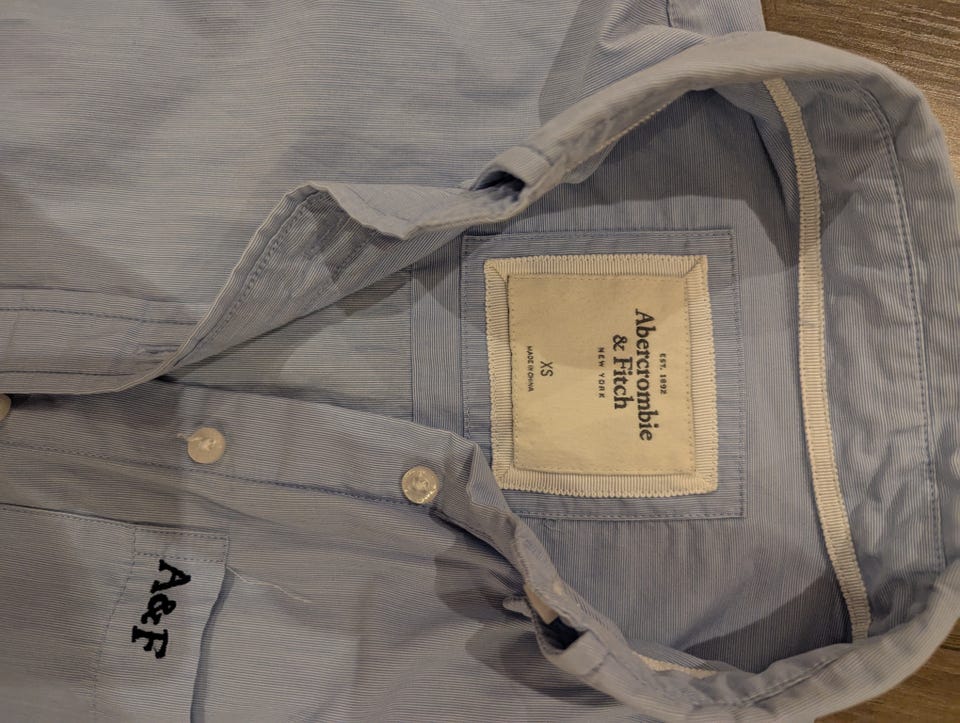 EST. 1892
Abercrombie
& Fitch
NEW YORK
XS
MADE IN CHINA
A&F